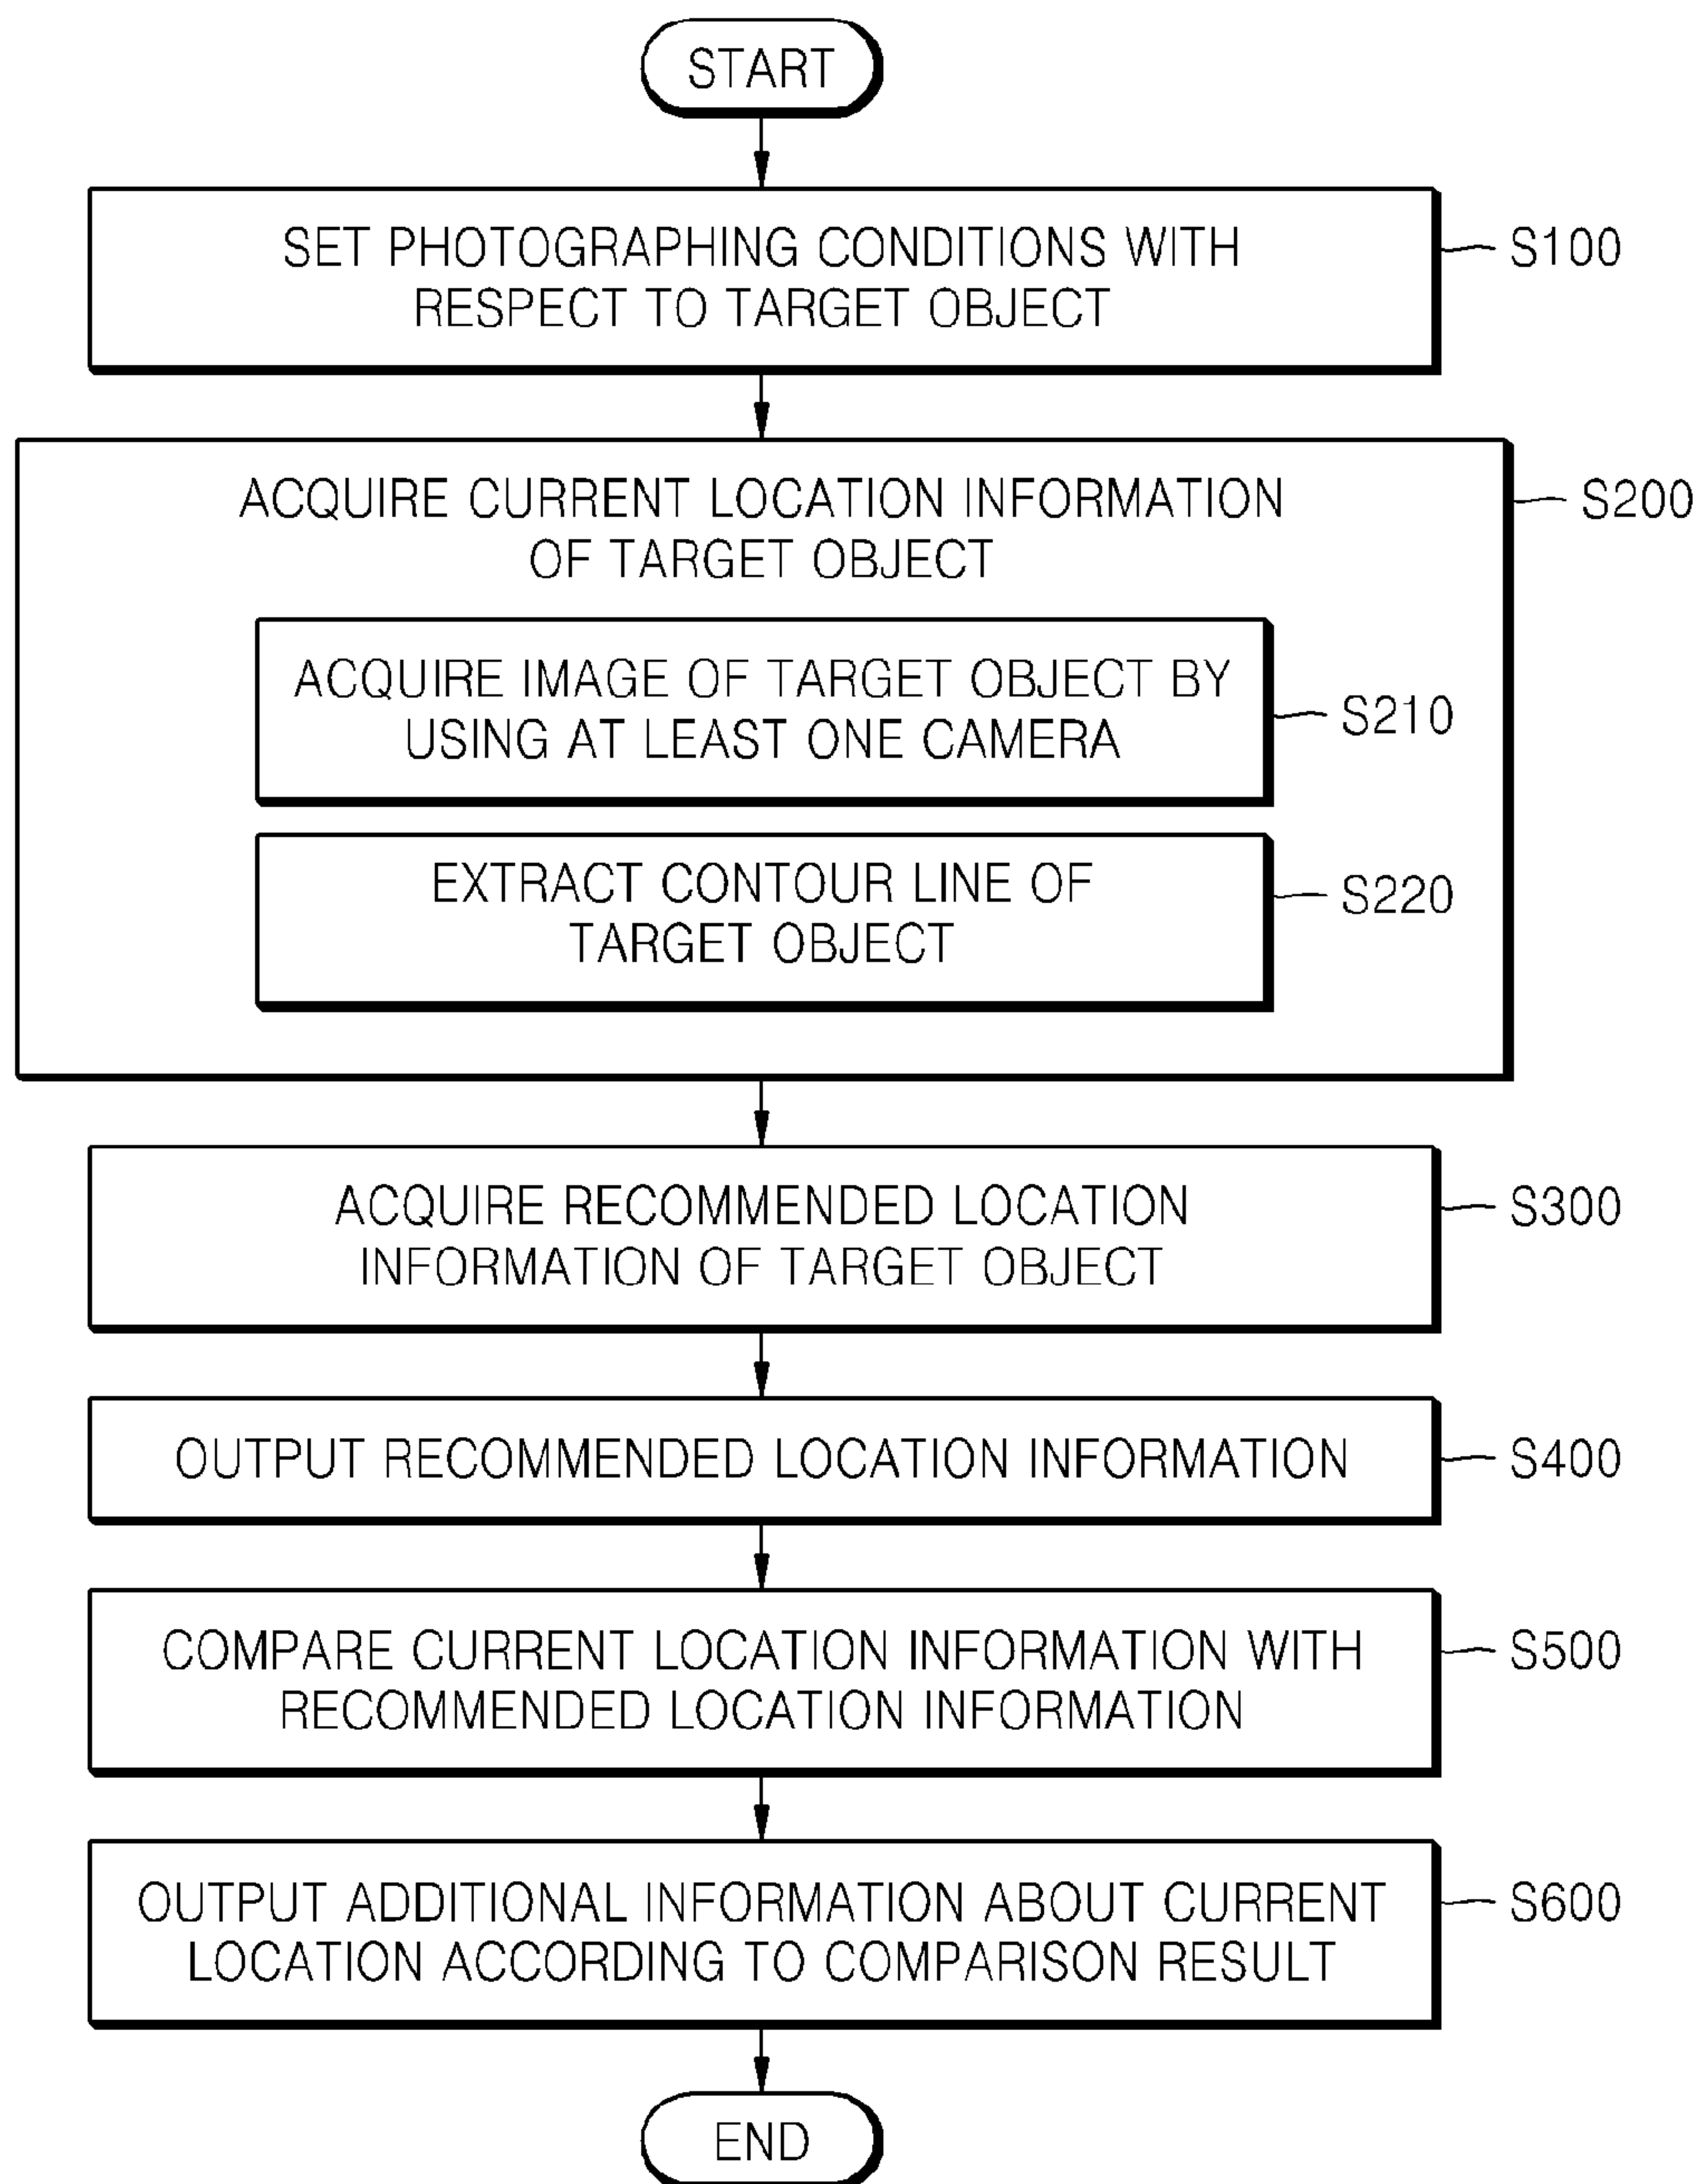 START
SET PHOTOGRAPHING CONDITIONS WITH
RESPECT TO TARGET OBJECT
S100
ACQUIRE CURRENT LOCATION INFORMATION
OF TARGET OBJECT
S200
ACQUIRE IMAGE OF TARGET OBJECT BY
USING AT LEAST ONE CAMERA
S210
EXTRACT CONTOUR LINE OF
TARGET OBJECT
S220
ACQUIRE RECOMMENDED LOCATION
INFORMATION OF TARGET OBJECT
S300
OUTPUT RECOMMENDED LOCATION INFORMATION
S400
COMPARE CURRENT LOCATION INFORMATION WITH
RECOMMENDED LOCATION INFORMATION
S500
OUTPUT ADDITIONAL INFORMATION ABOUT CURRENT
LOCATION ACCORDING TO COMPARISON RESULT
S600
END